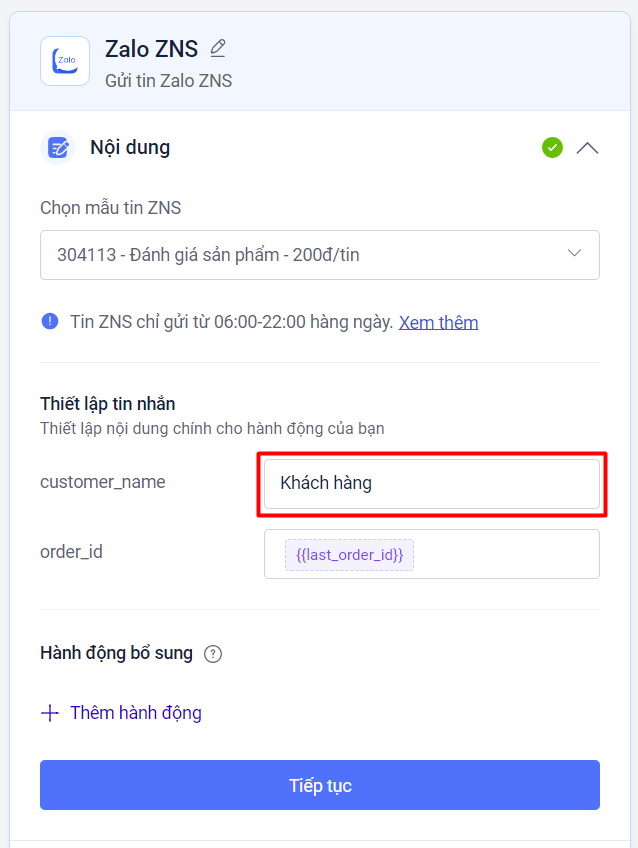 Zalo
Zalo ZNS
Gửi tin Zalo ZNS
Nội dung
Chọn mẫu tin ZNS
304113 - Đánh giá sản phẩm - 200đ/tin
Tin ZNS chỉ gửi từ 06:00-22:00 hàng ngày. Xem thêm
Thiết lập tin nhắn
Thiết lập nội dung chính cho hành động của bạn
customer_name
Khách hàng
order_id
{{last_order_id}}
Hành động bổ sung ?
+ Thêm hành động
Tiếp tục